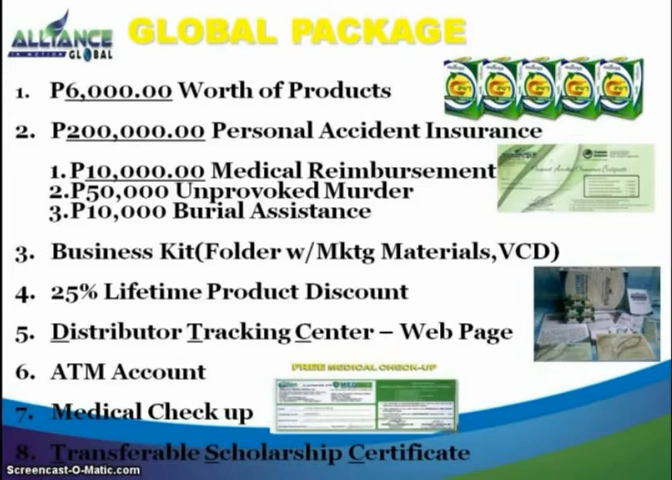 ALLIANCE
IN MOTION
GLOBAL
GLOBAL PACKAGE
1. P6,000.00 Worth of Products
2. P200,000.00 Personal Accident Insurance
1.P10,000.00 Medical Reimbursement
2.P50,000 Unprovoked Murder
3.P10,000 Burial Assistance
3. Business Kit(Folder w/Mktg Materials,VCD)
4. 25% Lifetime Product Discount
5. Distributor Tracking Center – Web Page
6. ATM Account
FREE MEDICAL CHECK-UP
7. Medical Check up
8. Transferable Scholarship Certificate
Screencast-O-Matic.com